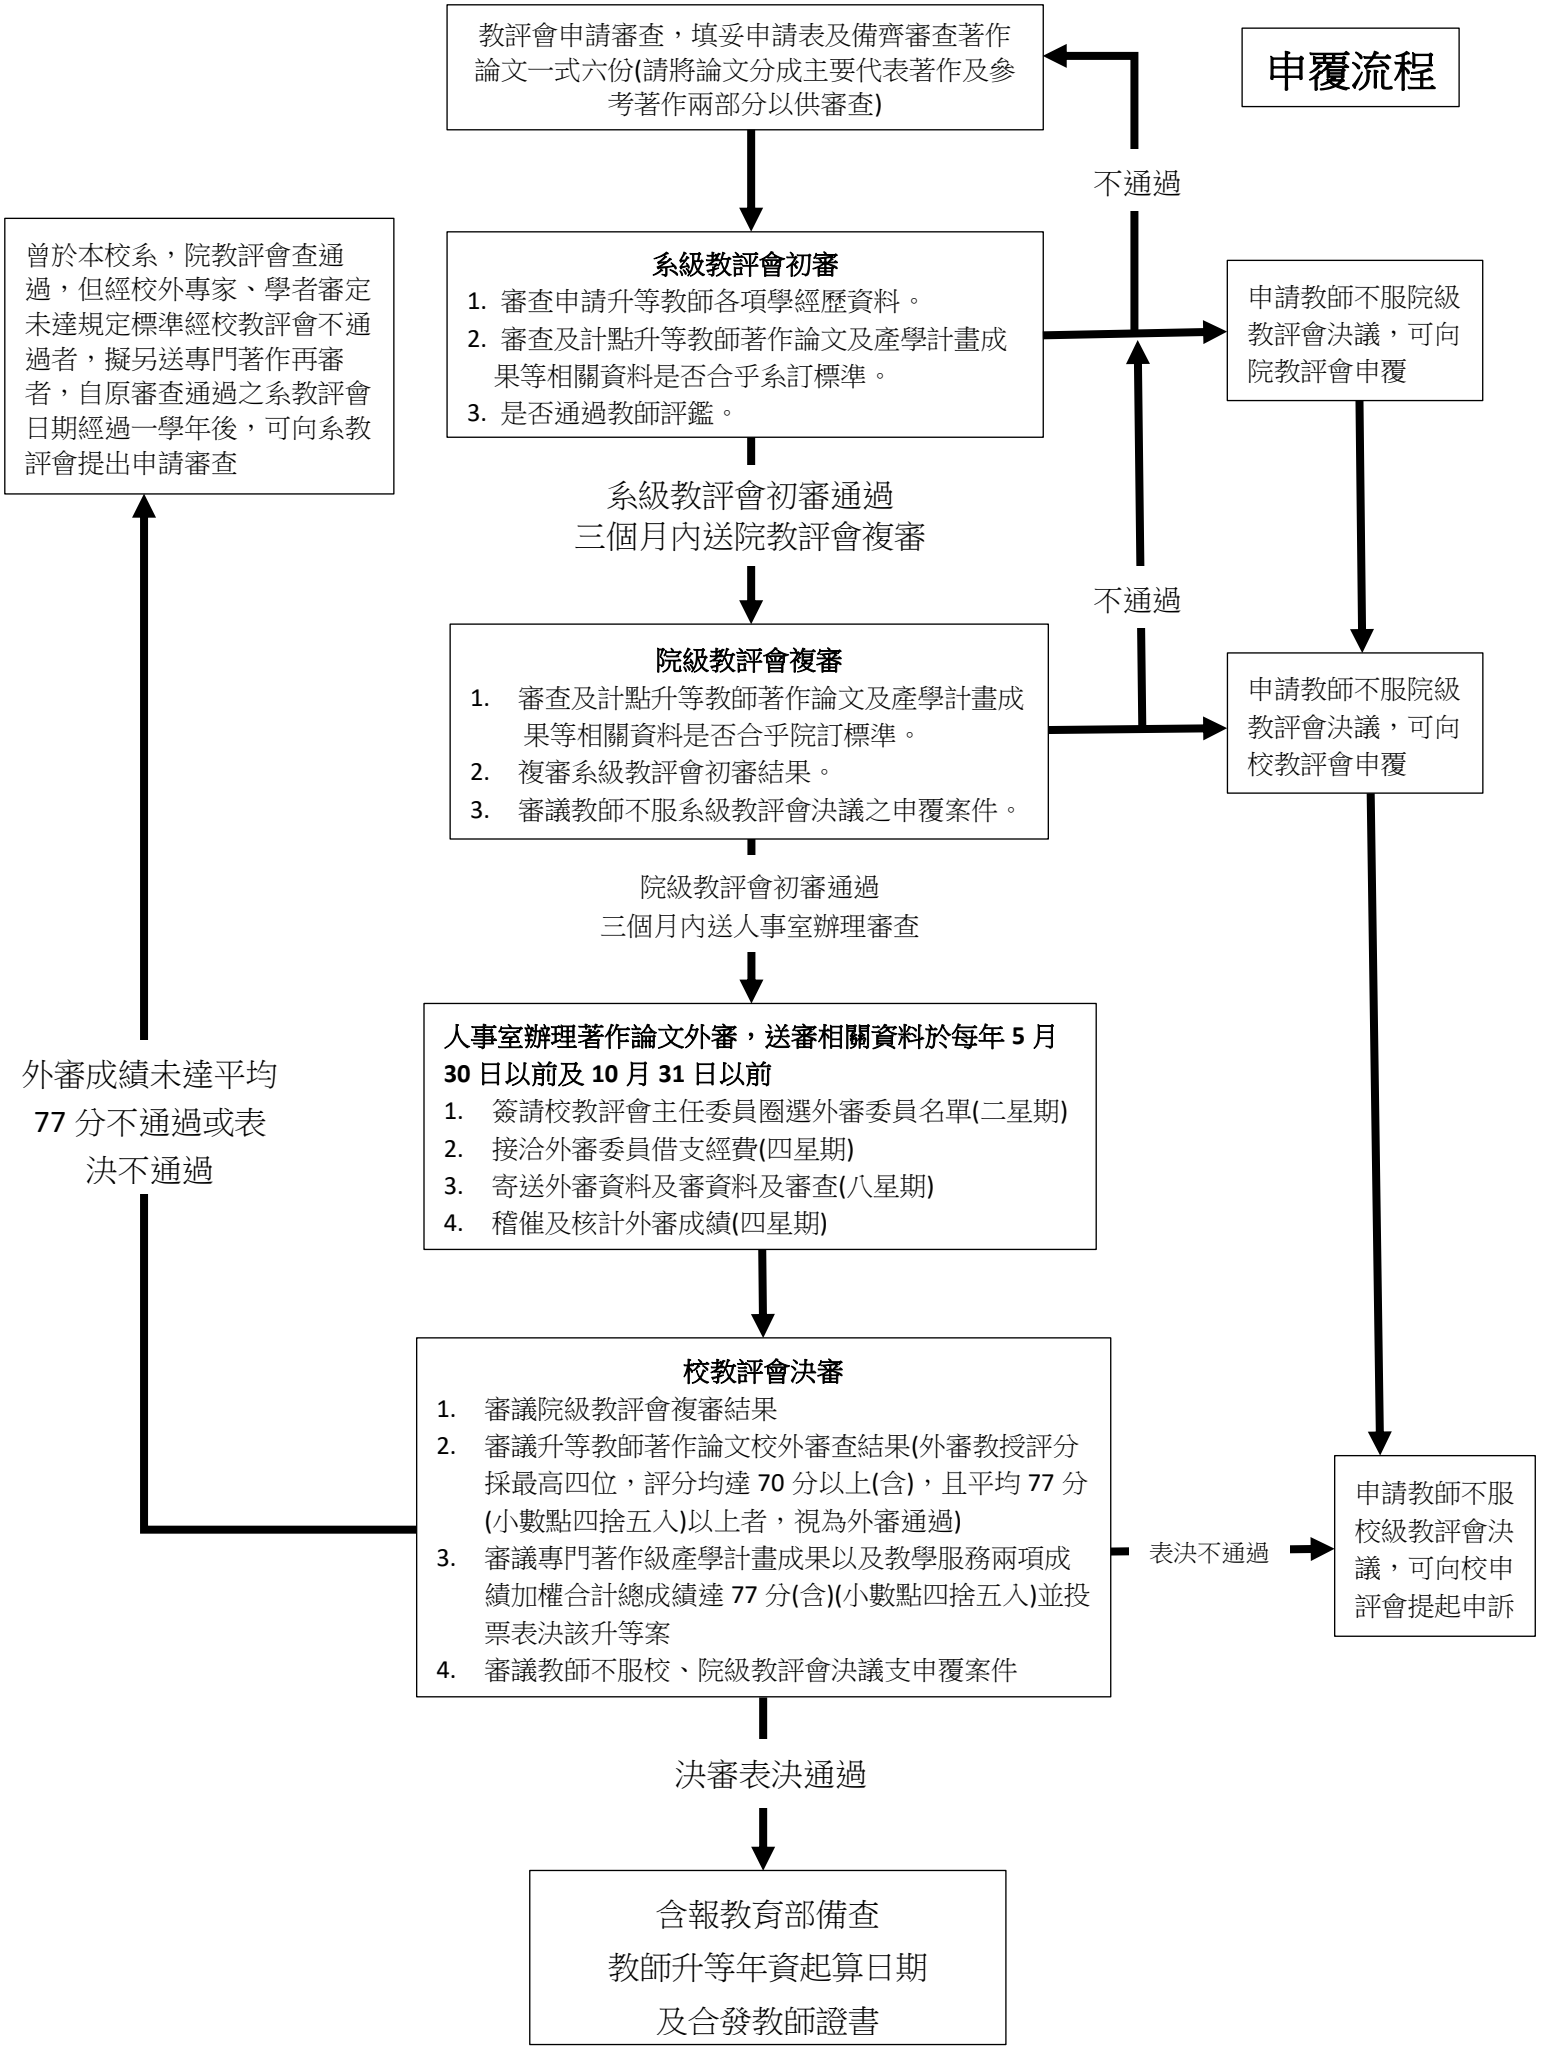 教評會申請審查，填妥申請表及備齊審查著作
論文一式六份(請將論文分成主要代表著作及參
考著作兩部分以供審查)
申覆流程
不通過
曾於本校系，院教評會查通
過，但經校外專家、學者審定
未達規定標準經校教評會不通
過者，擬另送專門著作再審
者，自原審查通過之系教評會
日期經過一學年後，可向系教
評會提出申請審查
系級教評會初審
1. 審查申請升等教師各項學經歷資料。
2. 審查及計點升等教師著作論文及產學計畫成
果等相關資料是否合乎系訂標準。
3. 是否通過教師評鑑。
申請教師不服院級
教評會決議，可向
院教評會申覆
系級教評會初審通過
三個月內送院教評會複審
不通過
院級教評會複審
1. 審查及計點升等教師著作論文及產學計畫成
果等相關資料是否合乎院訂標準。
2. 複審系級教評會初審結果。
3. 審議教師不服系級教評會決議之申覆案件。
申請教師不服院級
教評會決議，可向
校教評會申覆
院級教評會初審通過
三個月內送人事室辦理審查
人事室辦理著作論文外審，送審相關資料於每年 5 月
30 日以前及 10 月 31 日以前
1. 簽請校教評會主任委員圈選外審委員名單(二星期)
2. 接洽外審委員借支經費(四星期)
3. 寄送外審資料及審資料及審查(八星期)
4. 稽催及核計外審成績(四星期)
外審成績未達平均
77 分不通過或表
決不通過
校教評會決審
1. 審議院級教評會複審結果
2. 審議升等教師著作論文校外審查結果(外審教授評分
採最高四位，評分均達 70 分以上(含)，且平均 77 分
(小數點四捨五入)以上者，視為外審通過)
3. 審議專門著作級產學計畫成果以及教學服務兩項成
績加權合計總成績達 77 分(含)(小數點四捨五入)並投
票表決該升等案
4. 審議教師不服校、院級教評會決議支申覆案件
表決不通過
申請教師不服
校級教評會決
議，可向校申
評會提起申訴
決審表決通過
含報教育部備查
教師升等年資起算日期
及合發教師證書